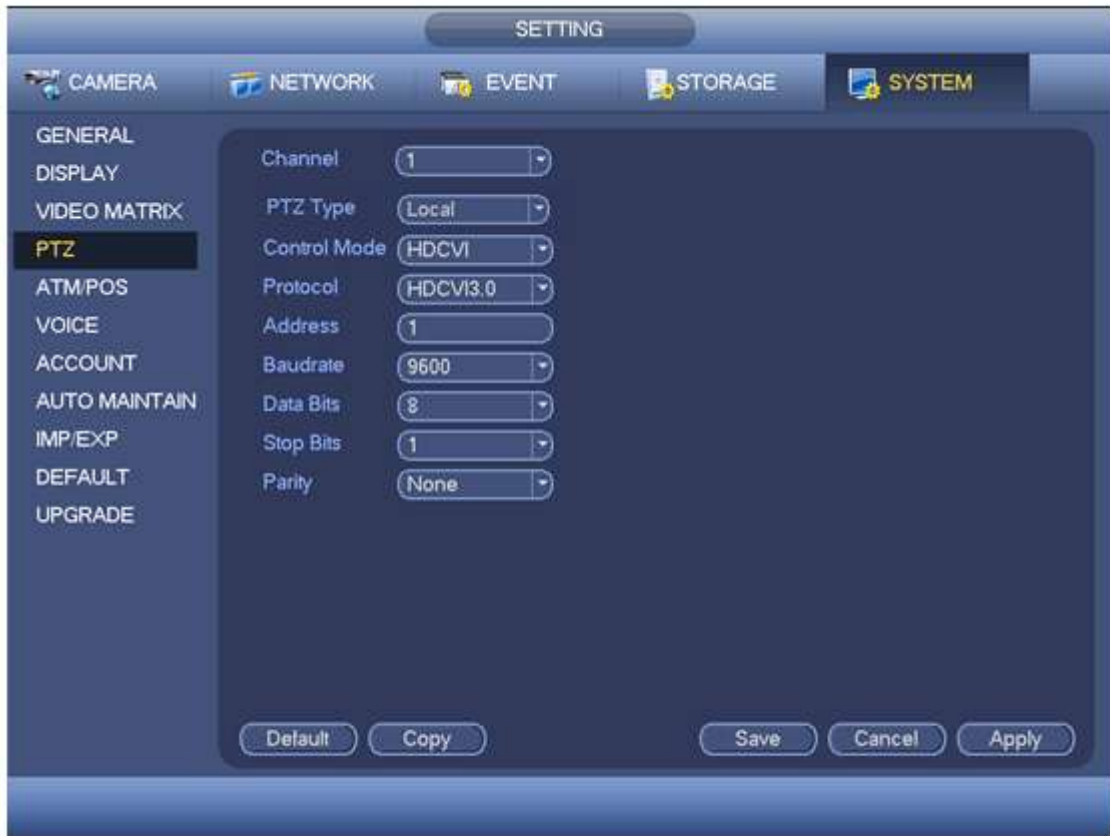 SETTING
CAMERA NETWORK EVENT STORAGE SYSTEM
GENERAL
DISPLAY
VIDEO MATRIX
PTZ
ATM/POS
VOICE
ACCOUNT
AUTO MAINTAIN
IMP/EXP
DEFAULT
UPGRADE
Channel 1
PTZ Type Local
Control Mode HDCVI
Protocol HDCVI3.0
Address 1
Baudrate 9600
Data Bits 8
Stop Bits 1
Parity None
Default Copy Save Cancel Apply